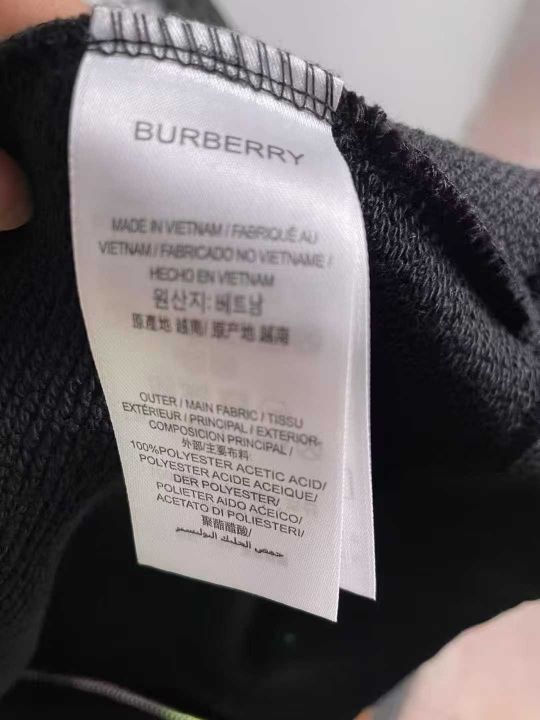 BURBERRY
MADE IN VIETNAM / FABRIQUÉ AU
VIETNAM / FABRICADO NO VIETNAME /
HECHO EN VIETNAM
원산지: 베트남
原產地 越南/ 原产地 越南
OUTER / MAIN FABRIC / TISSU
EXTÉRIEUR / PRINCIPAL / EXTERIOR-
COMPOSICION PRINCIPAL /
外部/主要布料/
100%POLYESTER ACETIC ACID/
POLYESTER ACIDE ACEIQUE/
DER POLYESTER/
POLIETER AIDO ACEICO/
ACETATO DI POLIESTERI/
聚酯醋酸/
حمض الخليك البوليستر